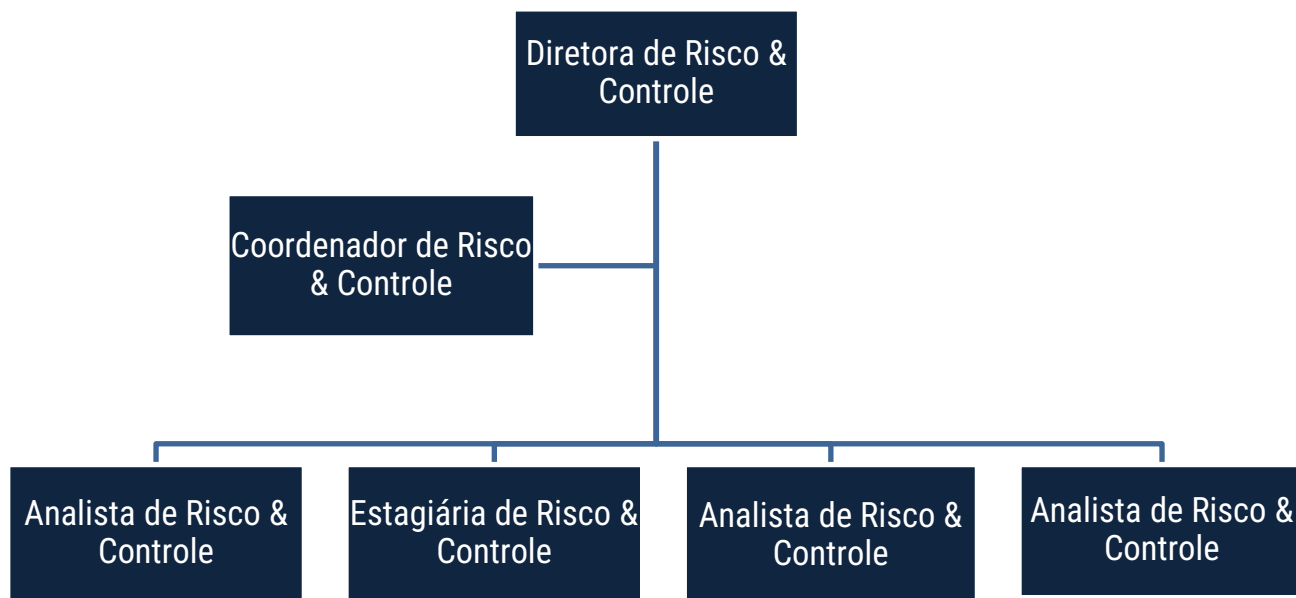 Diretora de Risco &
Controle
Coordenador de Risco
& Controle
Analista de Risco &
Controle
Estagiária de Risco &
Controle
Analista de Risco &
Controle
Analista de Risco &
Controle